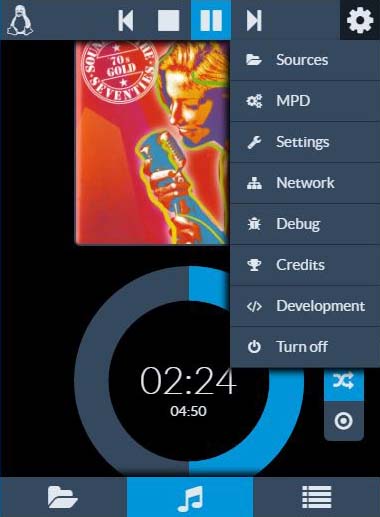 SOUNDS OF THE
70s
GOLD
SEVENTIES
Sources
MPD
Settings
Network
Debug
Credits
Development
Turn off
02:24
04:50